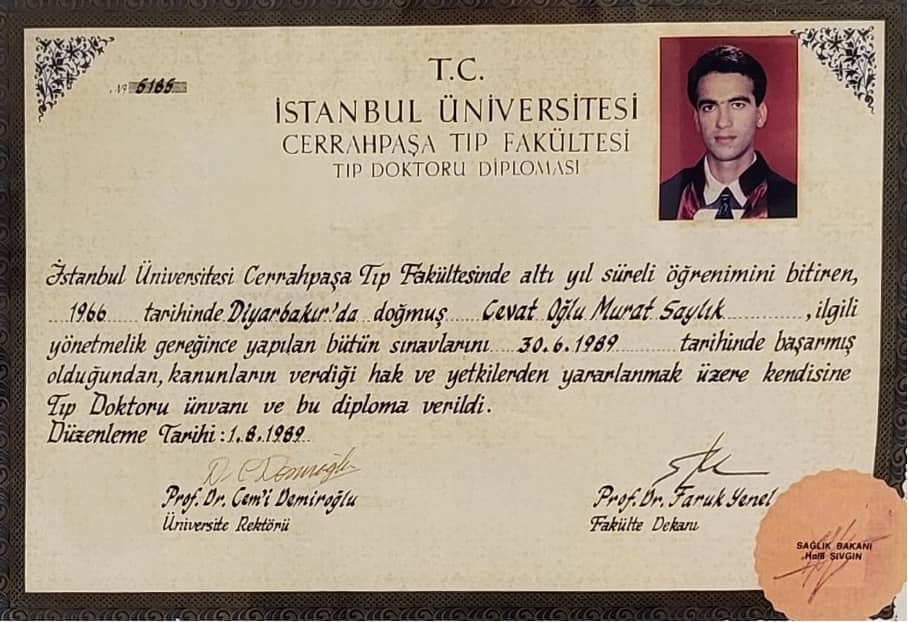 Nº 6165
T.C.
İSTANBUL ÜNİVERSİTESİ
CERRAHPAŞA TIP FAKÜLTESİ
TIP DOKTORU DİPLOMASI
İstanbul Üniversitesi Cerrahpaşa Tıp Fakültesinde altı yıl süreli öğrenimini bitiren,
1966 tarihinde Diyarbakır'da doğmuş Cevat Oğlu Murat Saylık, ilgili
yönetmelik gereğince yapılan bütün sınavlarını 30.6.1989 tarihinde başarmış
olduğundan, kanunların verdiği hak ve yetkilerden yararlanmak üzere kendisine
Tıp Doktoru ünvanı ve bu diploma verildi.
Düzenleme Tarihi : 1.8.1989
Prof. Dr. Cem'i Demiroğlu
Üniversite Rektörü
Prof. Dr. Faruk Yenel
Fakülte Dekanı
SAĞLIK BAKANI
Halil ŞIVGIN